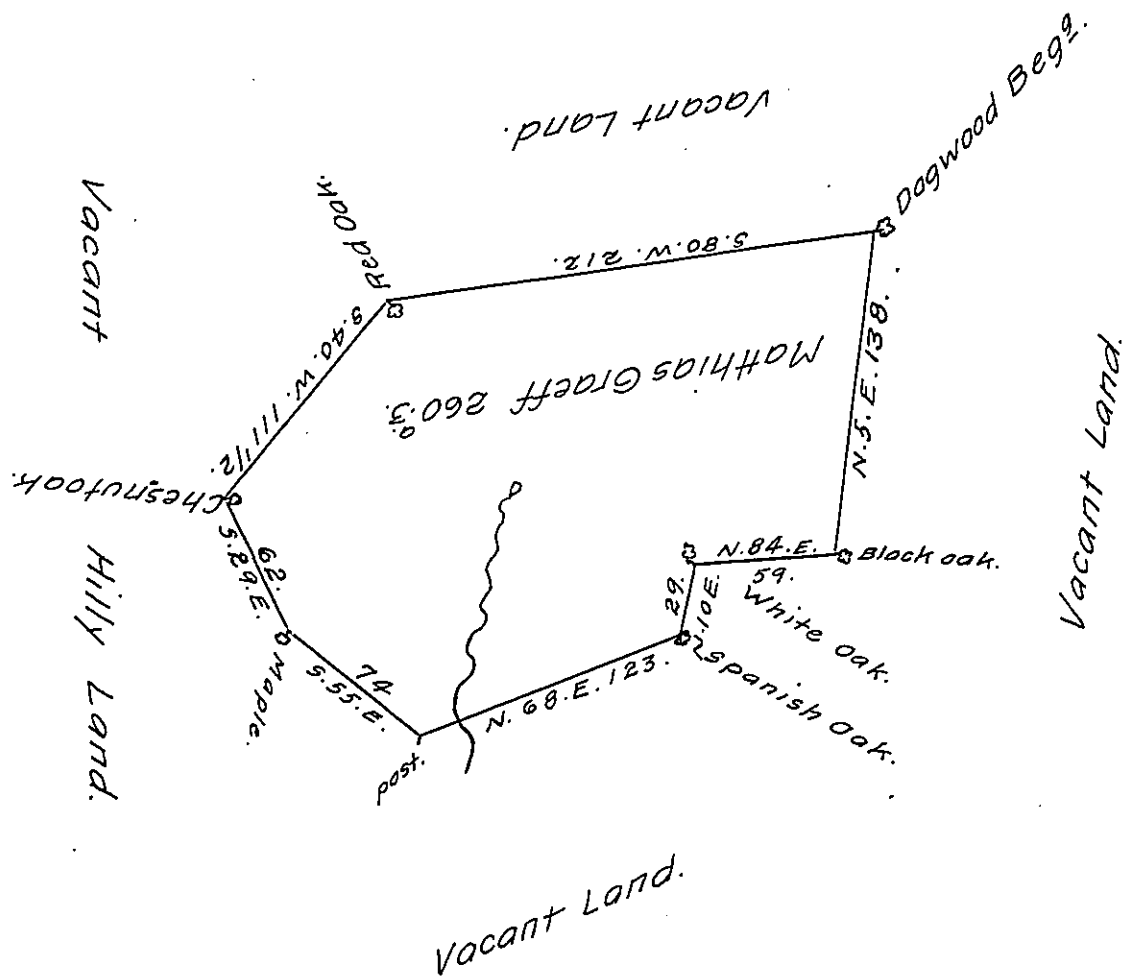 Vacant Land.
Dogwood Beg.g
Vacant
Red Oak.
S.80.W. 212.
S.40.W. 111 1/2.
Matthias Graeff 260.a 3.
N.5.E. 138.
Vacant Land.
Chesnutoak.
62.
S.29.E.
N.84.E.
59.
Black oak.
29.
.10E.
White oak.
Hilly Land.
Maple.
74
S.55.E.
N. 68.E. 123.
Spanish Oak.
post.
Vacant Land.